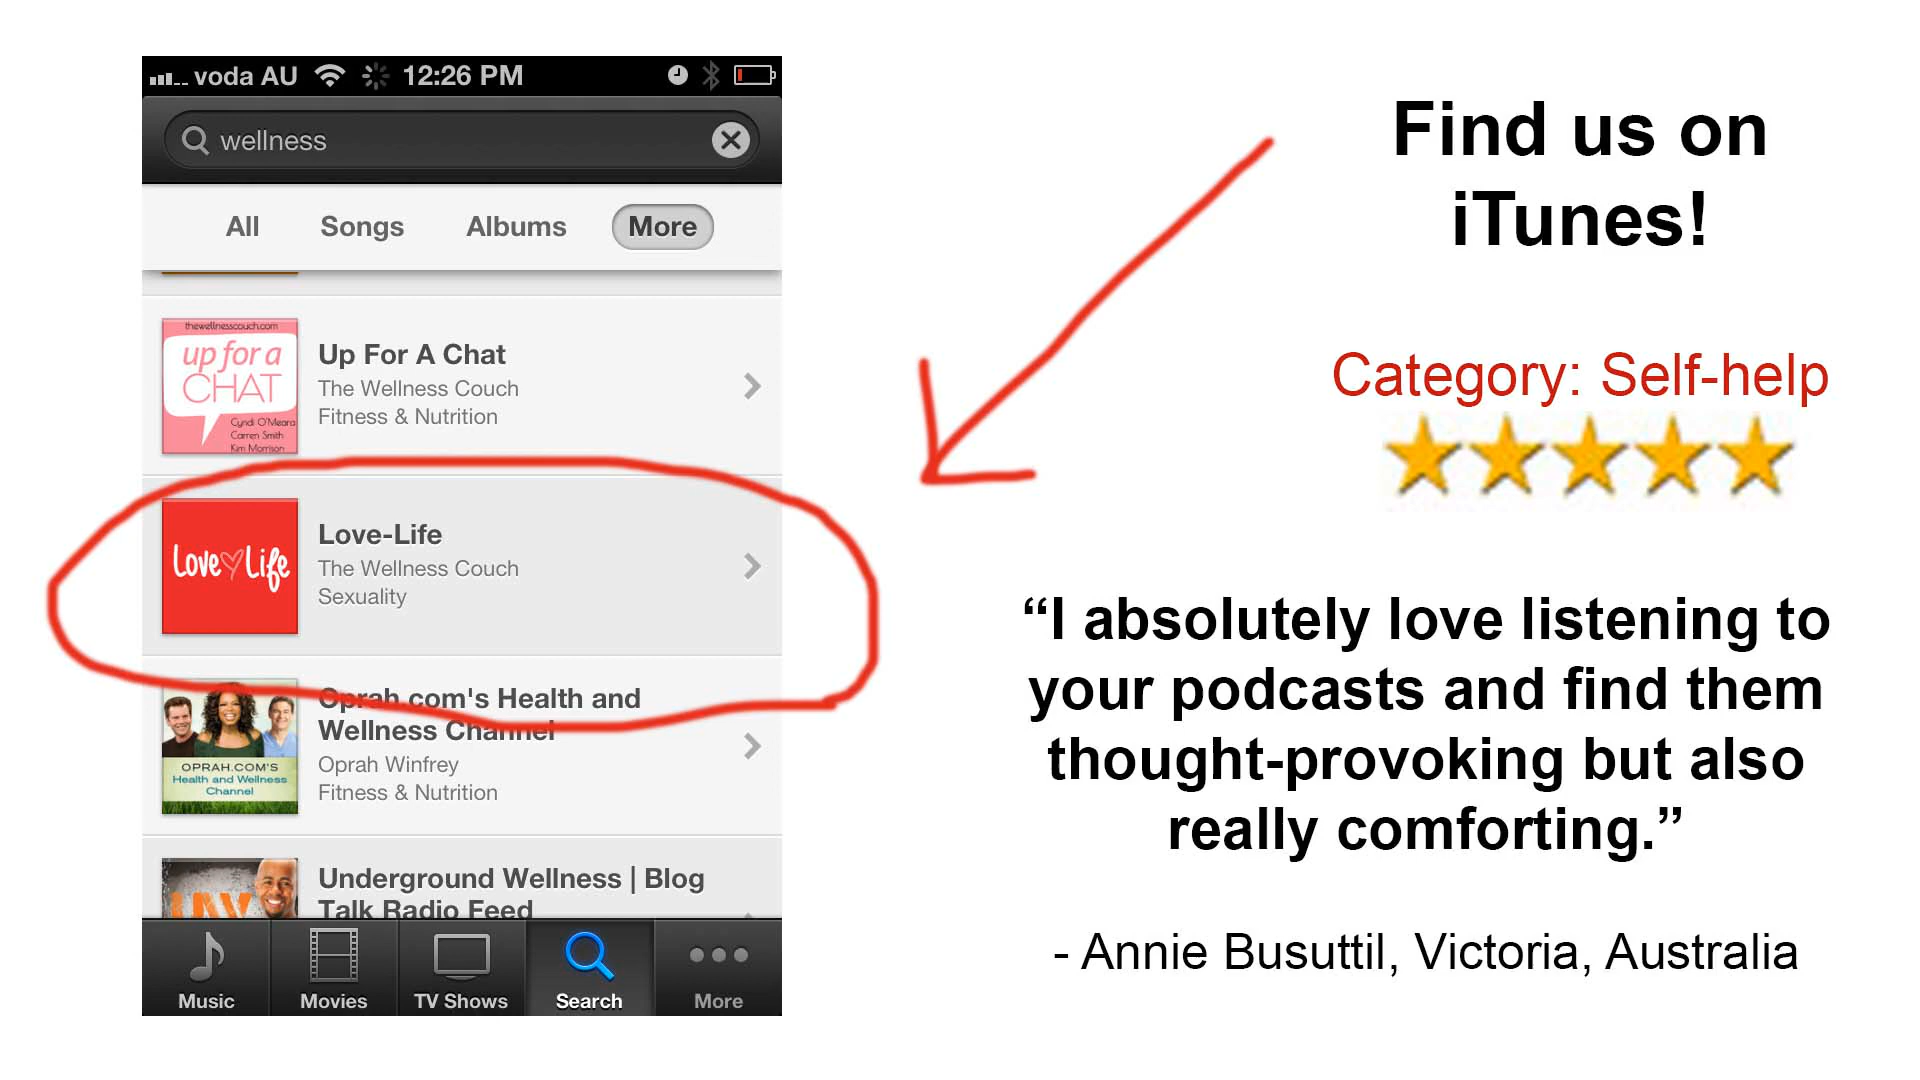 voda AU 12:26 PM
wellness
All Songs Albums More
thewellnesscouch.com
up for a
CHAT
Cyndi O'Meara
Carren Smith
Kim Morrison
Up For A Chat
The Wellness Couch
Fitness & Nutrition
Love Life
Love-Life
The Wellness Couch
Sexuality
OPRAH.COM'S
Health and Wellness
Channel
Oprah.com's Health and
Wellness Channel
Oprah Winfrey
Fitness & Nutrition
Underground Wellness | Blog
Talk Radio Feed
Music Movies TV Shows Search More
Find us on
iTunes!
Category: Self-help
“I absolutely love listening to
your podcasts and find them
thought-provoking but also
really comforting.”
- Annie Busuttil, Victoria, Australia